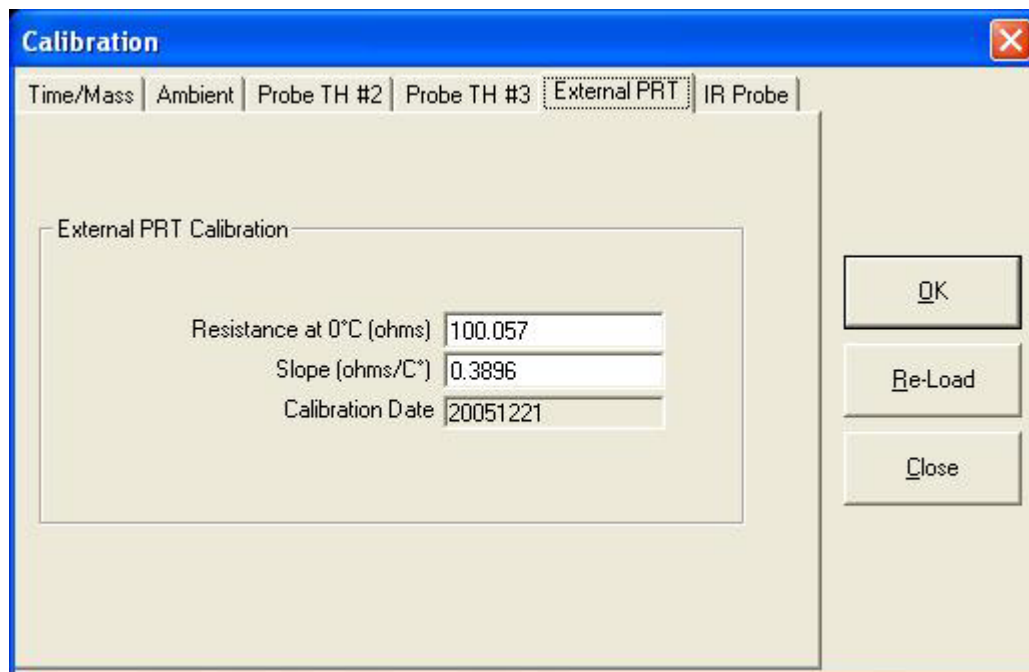 Calibration
Time/Mass Ambient Probe TH #2 Probe TH #3 External PRT IR Probe
External PRT Calibration
Resistance at 0°C (ohms) 100.057
Slope (ohms/C°) 0.3896
Calibration Date 20051221
OK
Re-Load
Close